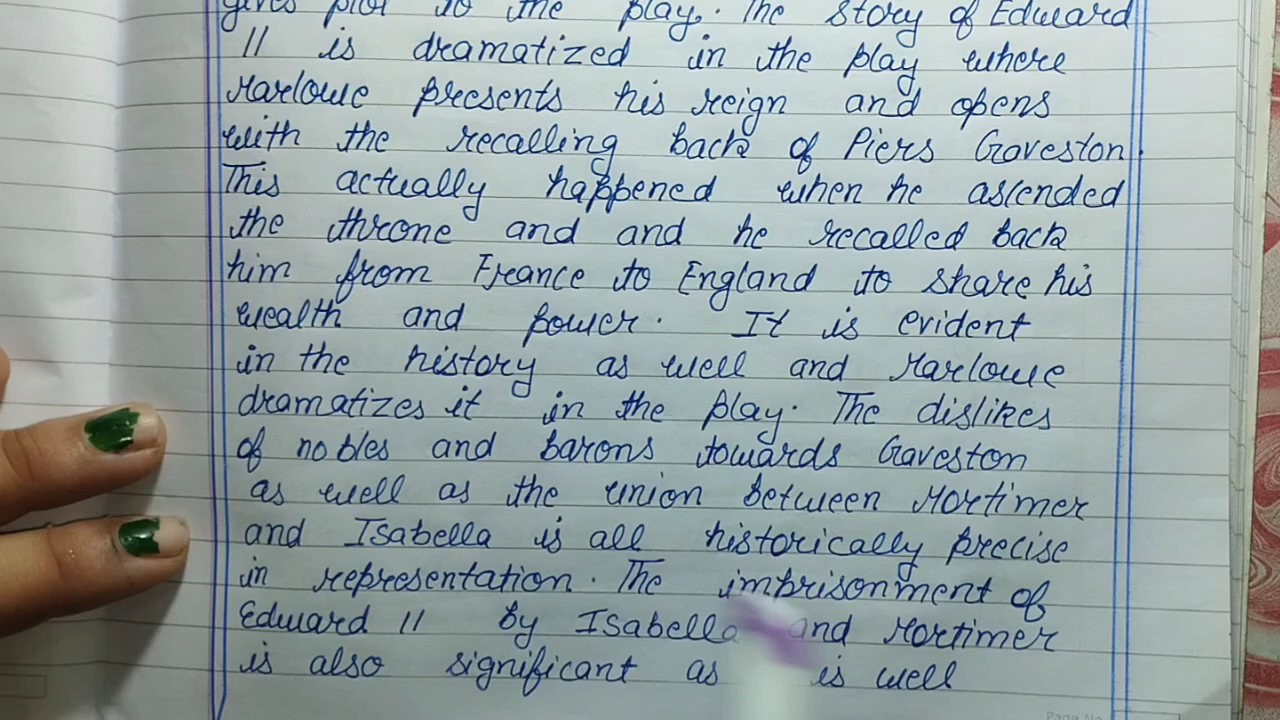 gives plot to the play. The story of Edward
II is dramatized in the play where
Marlowe presents his reign and opens
with the recalling back of Piers Gaveston
This actually happened when he ascended
the throne and and he recalled back
him from France to England to share his
wealth and power. It is evident
in the history as well and Marlowe
dramatizes it in the play. The dislikes
of nobles and barons towards Gaveston
as well as the union between Mortimer
and Isabella is all historically precise
in representation. The imprisonment of
Edward II by Isabella and Mortimer
is also significant as is well
Page No.